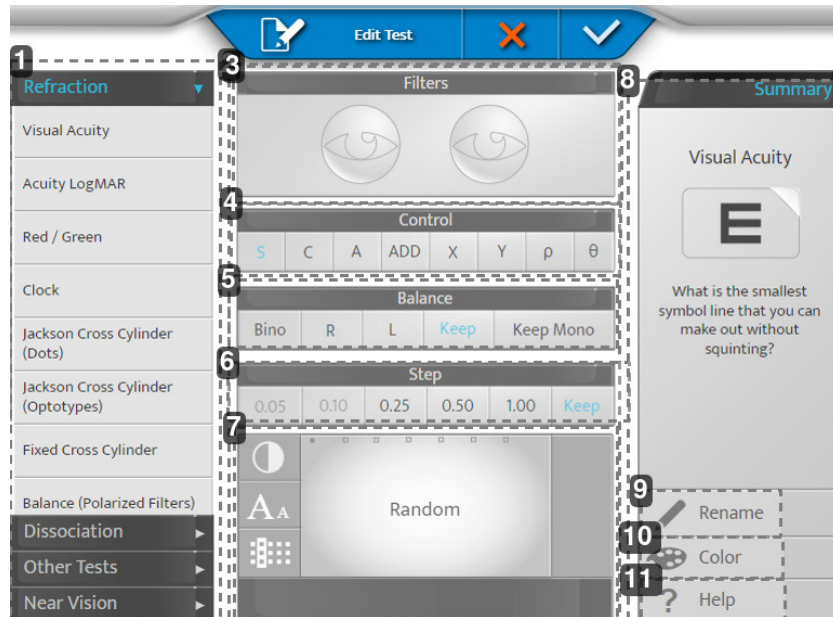 Edit Test
1
Refraction
Visual Acuity
Acuity LogMAR
Red / Green
Clock
Jackson Cross Cylinder
(Dots)
Jackson Cross Cylinder
(Optotypes)
Fixed Cross Cylinder
Balance (Polarized Filters)
Dissociation
Other Tests
Near Vision
3
Filters
4
Control
S C A ADD X Y ρ θ
5
Balance
Bino R L Keep Keep Mono
6
Step
0.05 0.10 0.25 0.50 1.00 Keep
7
A A
Random
8
Summary
Visual Acuity
E
What is the smallest
symbol line that you can
make out without
squinting?
9
Rename
10
Color
11
? Help